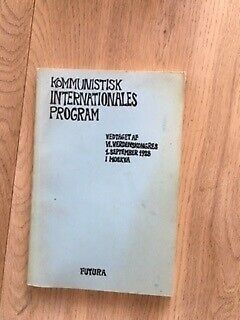 KOMMUNISTISK
INTERNATIONALES
PROGRAM
VEDTAGET AF
VI. VERDENSKONGRES
1. SEPTEMBER 1928
I MOSKVA
FUTURA